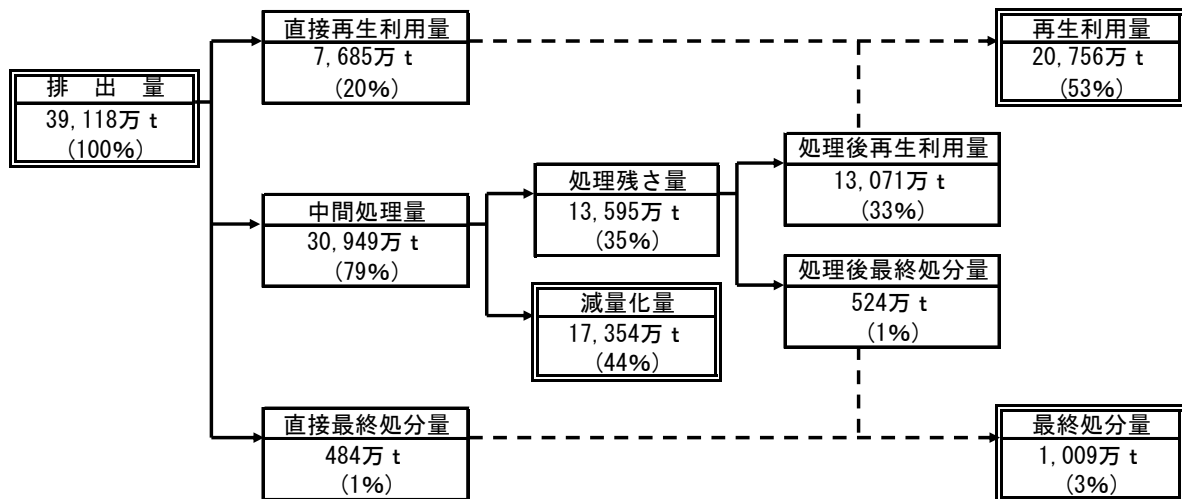 排 出 量
39,118万 t
(100%)
直接再生利用量
7,685万 t
(20%)
中間処理量
30,949万 t
(79%)
直接最終処分量
484万 t
(1%)
処理残さ量
13,595万 t
(35%)
減量化量
17,354万 t
(44%)
処理後再生利用量
13,071万 t
(33%)
処理後最終処分量
524万 t
(1%)
再生利用量
20,756万 t
(53%)
最終処分量
1,009万 t
(3%)